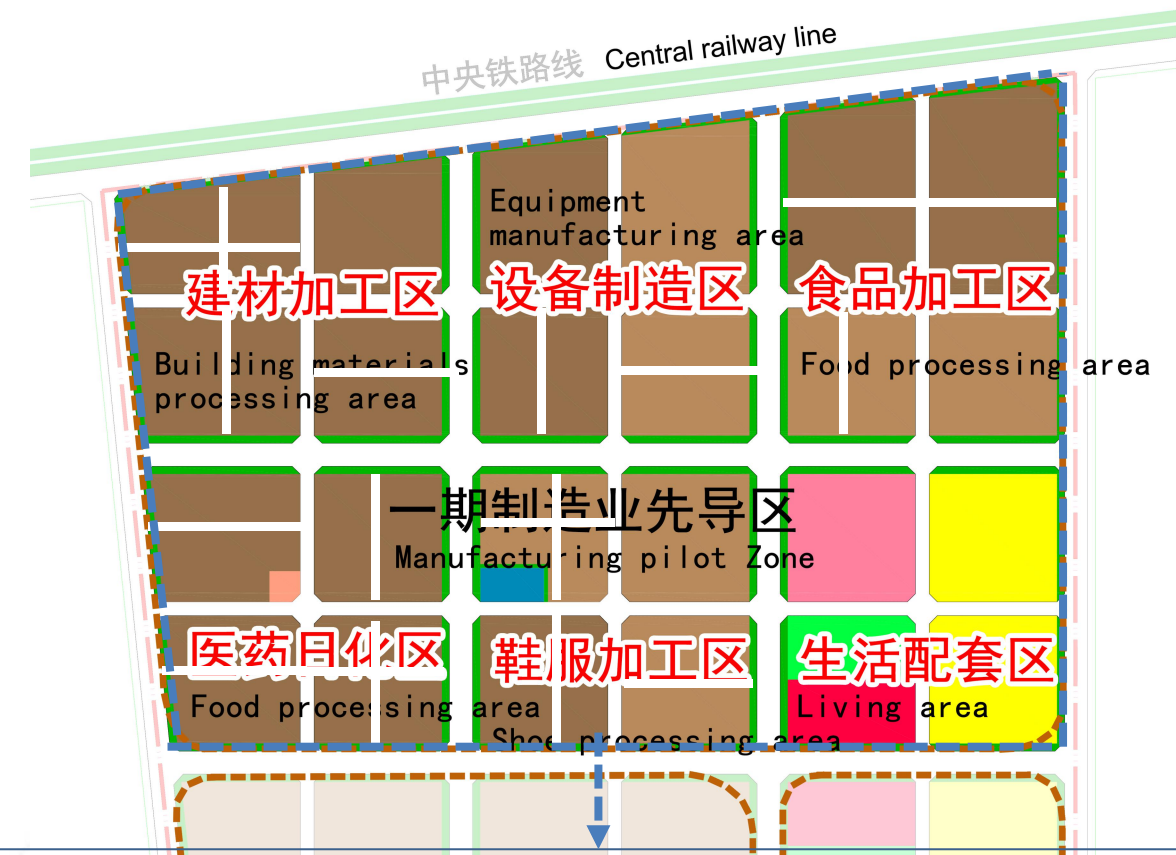 中央铁路线 Central railway line
Equipment
manufacturing area
建材加工区 设备制造区 食品加工区
Building materials
processing area
Food processing area
一期制造业先导区
Manufacturing pilot Zone
医药日化区 鞋服加工区 生活配套区
Food processing area
Living area
Shoe processing area